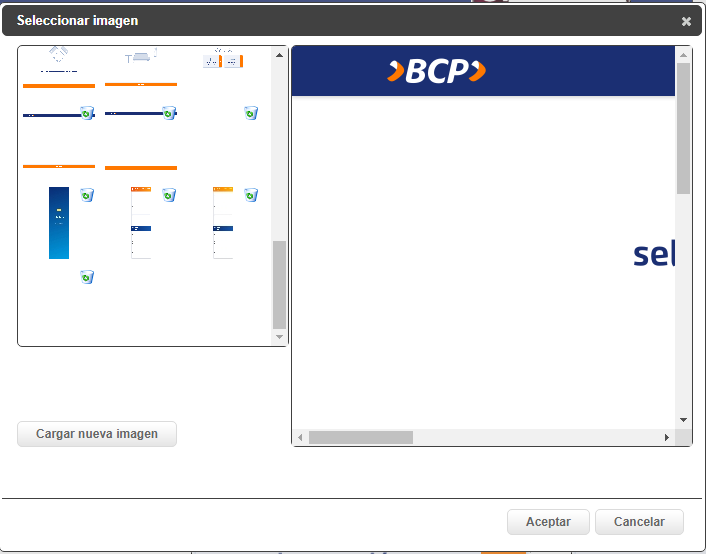 Seleccionar imagen
BCP
sel
Cargar nueva imagen
Aceptar
Cancelar